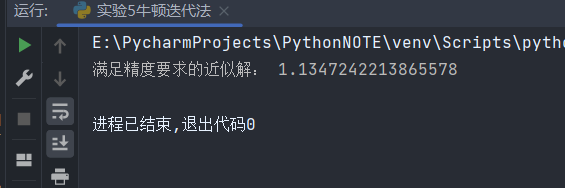 运行: 实验5牛顿迭代法
E:\PycharmProjects\PythonNOTE\venv\Scripts\pytho
满足精度要求的近似解: 1.1347242213865578
进程已结束,退出代码0